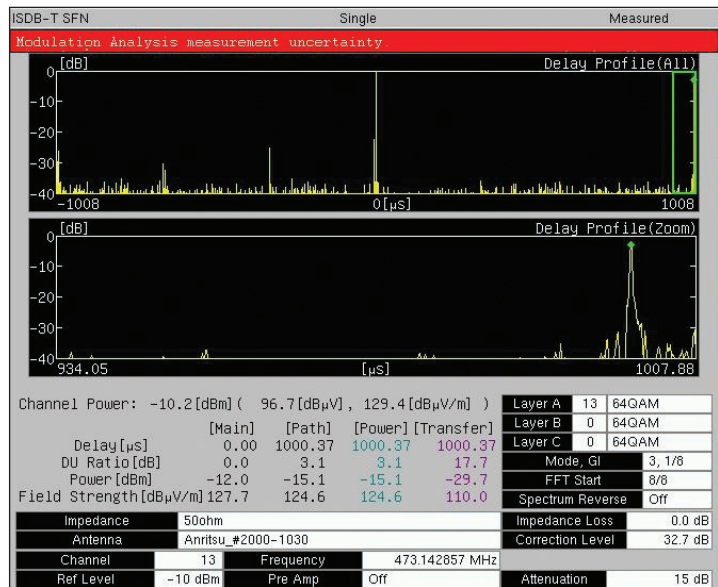 ISDB-T SFN Single Measured
Modulation Analysis measurement uncertainty.
[dB] Delay Profile(All)
0
-10
-20
-30
-40
-1008 0[μS] 1008
[dB] Delay Profile(Zoom)
0
-10
-20
-30
-40
934.05 [μS] 1007.88
Channel Power: -10.2[dBm]( 96.7[dBμV], 129.4[dBμV/m] )
[Main] [Path] [Power] [Transfer]
Delay[μS] 0.00 1000.37 1000.37 1000.37
DU Ratio[dB] 0.0 3.1 3.1 17.7
Power[dBm] -12.0 -15.1 -15.1 -29.7
Field Strength[dBμV/m] 127.7 124.6 124.6 110.0
Layer A 13 64QAM
Layer B 0 64QAM
Layer C 0 64QAM
Mode, GI 3, 1/8
FFT Start 8/8
Spectrum Reverse Off
Impedance 50ohm Impedance Loss 0.0 dB
Antenna Anritsu_#2000-1030 Correction Level 32.7 dB
Channel 13 Frequency 473.142857 MHz
Ref Level -10 dBm Pre Amp Off Attenuation 15 dB